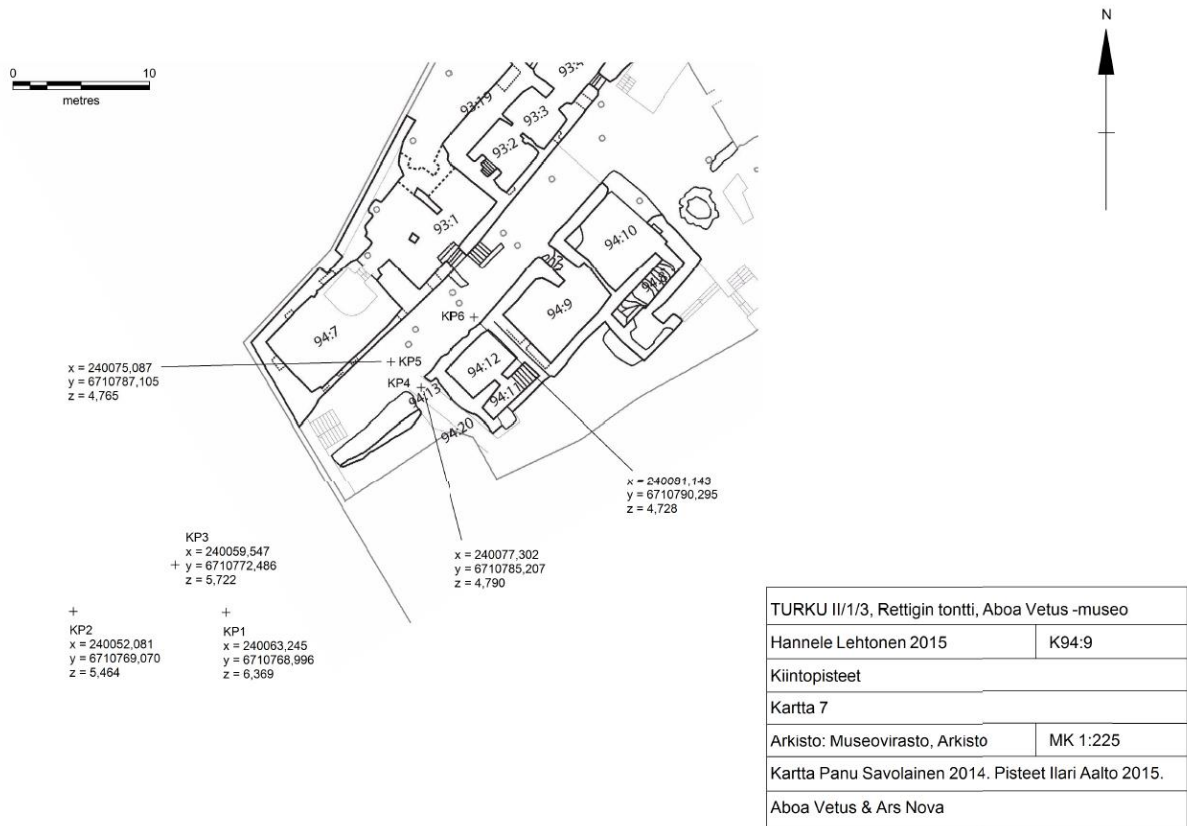 N
0 10
metres
93:4
93:19
93:3
93:2
93:1
94:10
94:8
94:9
94:7
KP6
KP5
94:12
KP4
94:13
94:11
94:20
x = 240075,087
y = 6710787,105
z = 4,765
x = 240081,143
y = 6710790,295
z = 4,728
x = 240077,302
y = 6710785,207
z = 4,790
KP3
x = 240059,547
y = 6710772,486
z = 5,722
KP2
x = 240052,081
y = 6710769,070
z = 5,464
KP1
x = 240063,245
y = 6710768,996
z = 6,369
TURKU II/1/3, Rettigin tontti, Aboa Vetus -museo
Hannele Lehtonen 2015 K94:9
Kiintopisteet
Kartta 7
Arkisto: Museovirasto, Arkisto MK 1:225
Kartta Panu Savolainen 2014. Pisteet Ilari Aalto 2015.
Aboa Vetus & Ars Nova